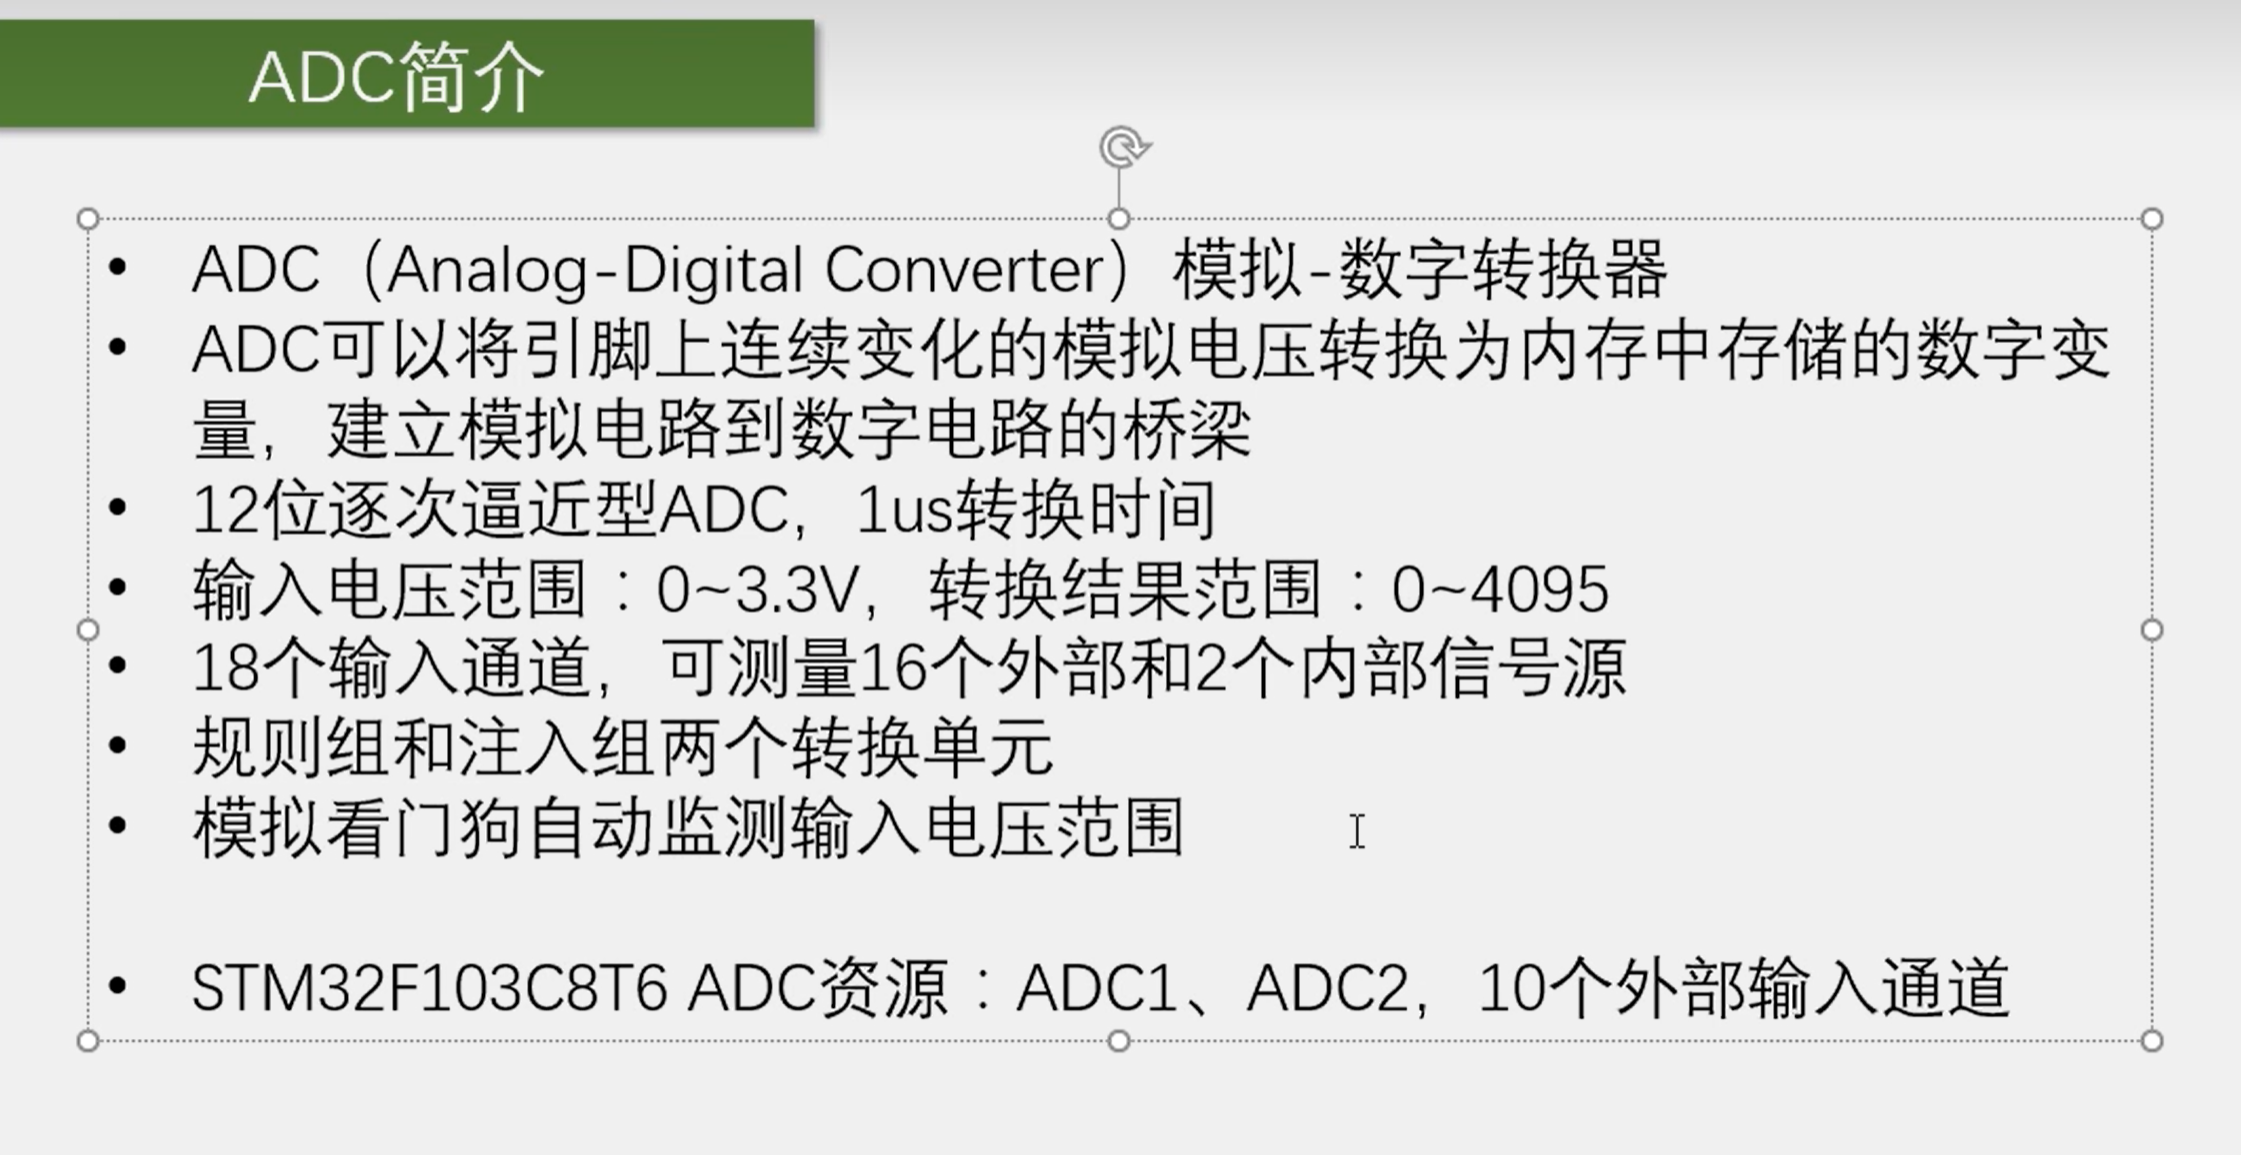 ADC简介
• ADC（Analog-Digital Converter）模拟-数字转换器
• ADC可以将引脚上连续变化的模拟电压转换为内存中存储的数字变
量，建立模拟电路到数字电路的桥梁
• 12位逐次逼近型ADC，1us转换时间
• 输入电压范围：0~3.3V，转换结果范围：0~4095
• 18个输入通道，可测量16个外部和2个内部信号源
• 规则组和注入组两个转换单元
• 模拟看门狗自动监测输入电压范围
• STM32F103C8T6 ADC资源：ADC1、ADC2，10个外部输入通道